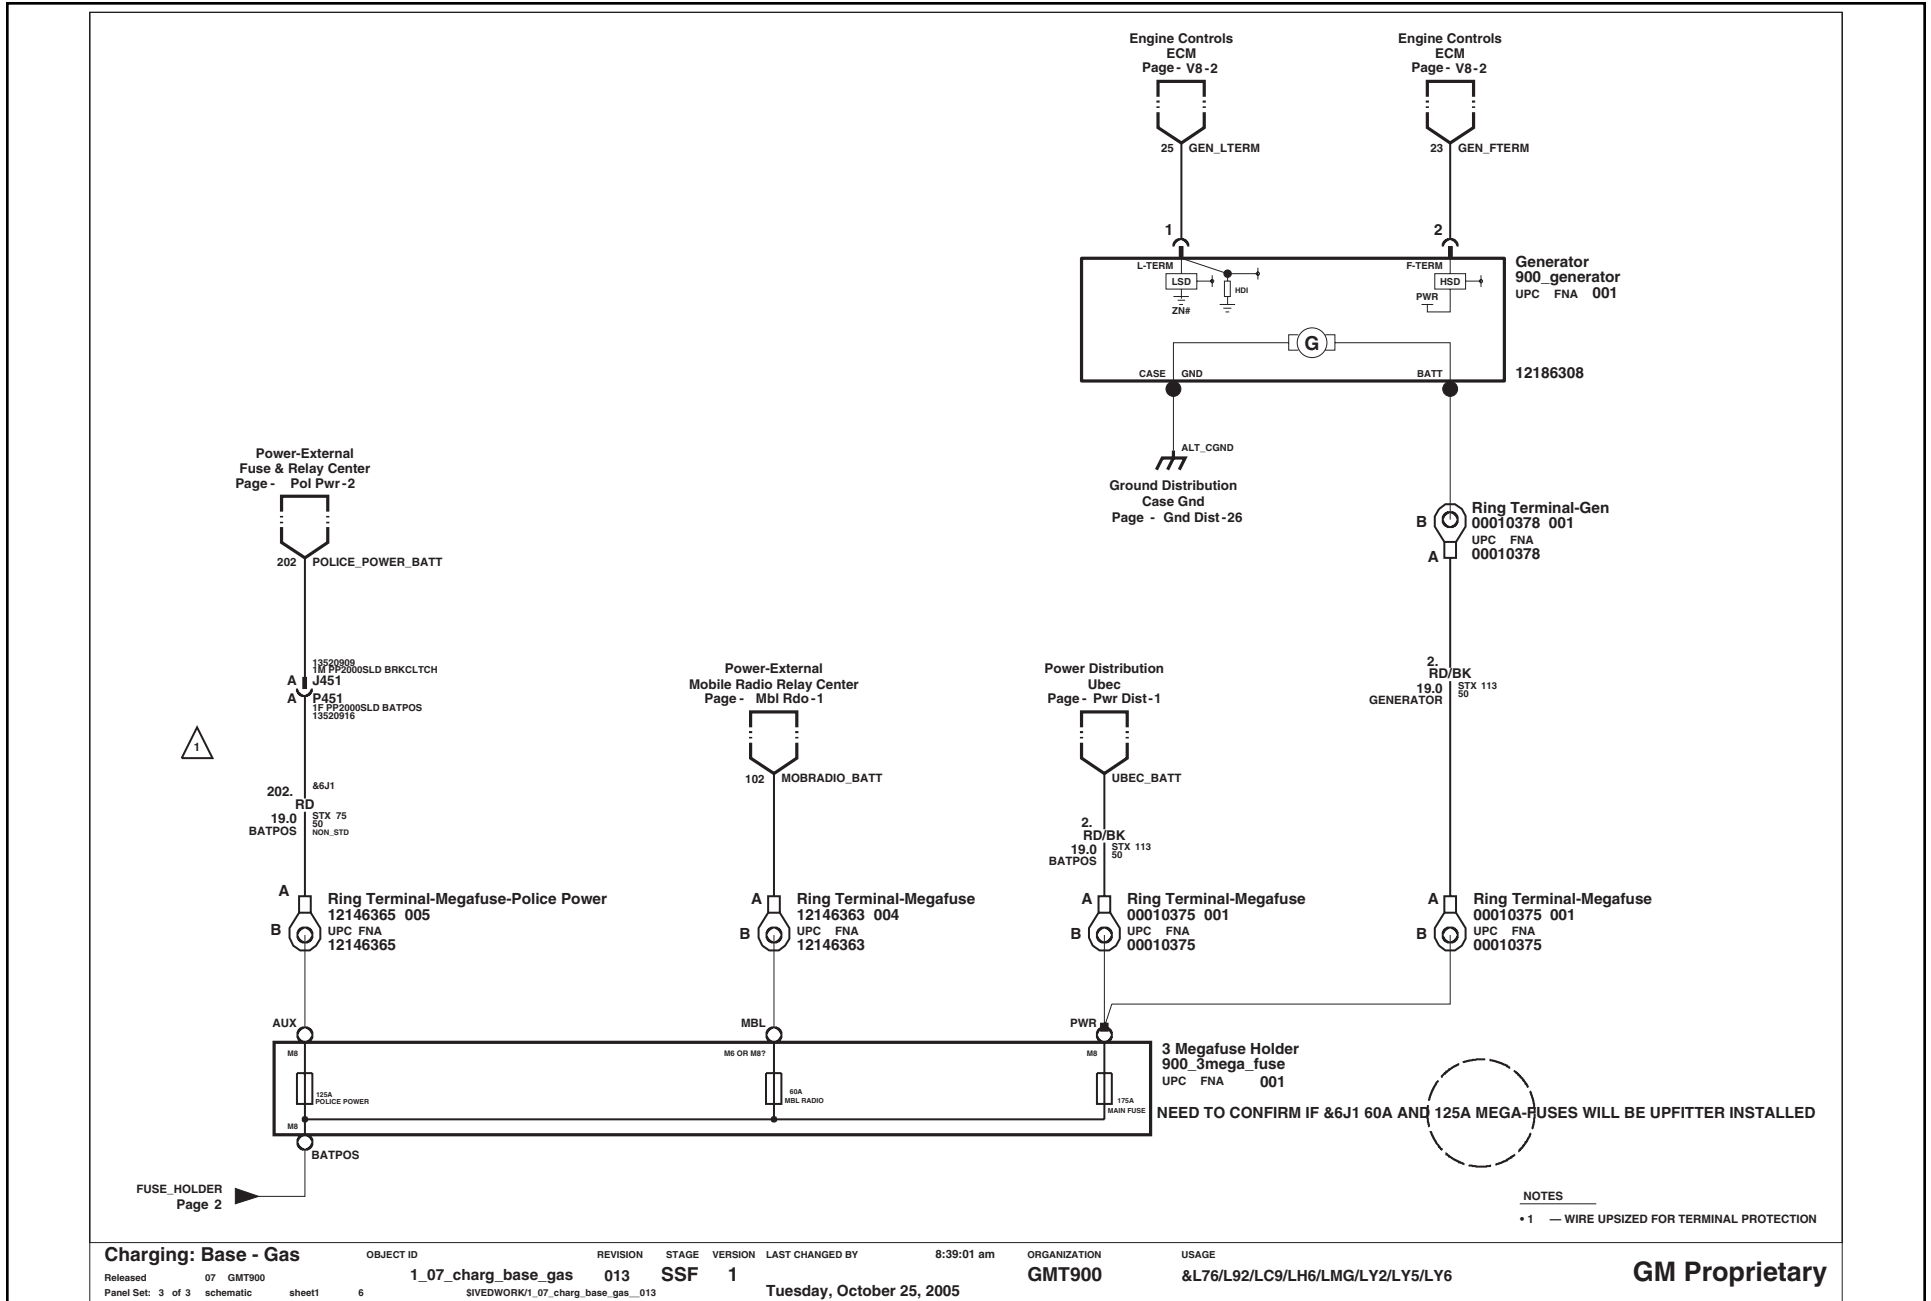 Engine Controls
ECM
Page - V8-2
Engine Controls
ECM
Page - V8-2
25 GEN_LTERM
23 GEN_FTERM
1
2
L-TERM
LSD
HDI
ZN#
F-TERM
HSD
PWR
Generator
900_generator
UPC FNA 001
G
CASE GND
BATT
12186308
ALT_CGND
Ground Distribution
Case Gnd
Page - Gnd Dist-26
Power-External
Fuse & Relay Center
Page - Pol Pwr-2
202 POLICE_POWER_BATT
B
A
Ring Terminal-Gen
00010378 001
UPC FNA
00010378
13520909
1M PP2000SLD BRKCLTCH
A J451
A P451
1F PP2000SLD BATPOS
13520916
1
Power-External
Mobile Radio Relay Center
Page - Mbl Rdo-1
102 MOBRADIO_BATT
Power Distribution
Ubec
Page - Pwr Dist-1
UBEC_BATT
2.
RD/BK
19.0 STX 113
GENERATOR 50
202. &6J1
RD
19.0 STX 75
50
BATPOS NON_STD
2.
RD/BK
19.0 STX 113
BATPOS 50
A
B
Ring Terminal-Megafuse-Police Power
12146365 005
UPC FNA
12146365
A
B
Ring Terminal-Megafuse
12146363 004
UPC FNA
12146363
A
B
Ring Terminal-Megafuse
00010375 001
UPC FNA
00010375
A
B
Ring Terminal-Megafuse
00010375 001
UPC FNA
00010375
AUX
MBL
PWR
M8
M6 OR M8?
M8
125A
POLICE POWER
60A
MBL RADIO
175A
MAIN FUSE
M8
3 Megafuse Holder
900_3mega_fuse
UPC FNA 001
NEED TO CONFIRM IF &6J1 60A AND 125A MEGA-FUSES WILL BE UPFITTER INSTALLED
BATPOS
FUSE_HOLDER
Page 2
NOTES
• 1 — WIRE UPSIZED FOR TERMINAL PROTECTION
Charging: Base - Gas
Released 07 GMT900
Panel Set: 3 of 3 schematic sheet1 6
OBJECT ID
1_07_charg_base_gas
$IVEDWORK/1_07_charg_base_gas__013
REVISION
013
STAGE
SSF
VERSION
1
LAST CHANGED BY 8:39:01 am
Tuesday, October 25, 2005
ORGANIZATION
GMT900
USAGE
&L76/L92/LC9/LH6/LMG/LY2/LY5/LY6
GM Proprietary